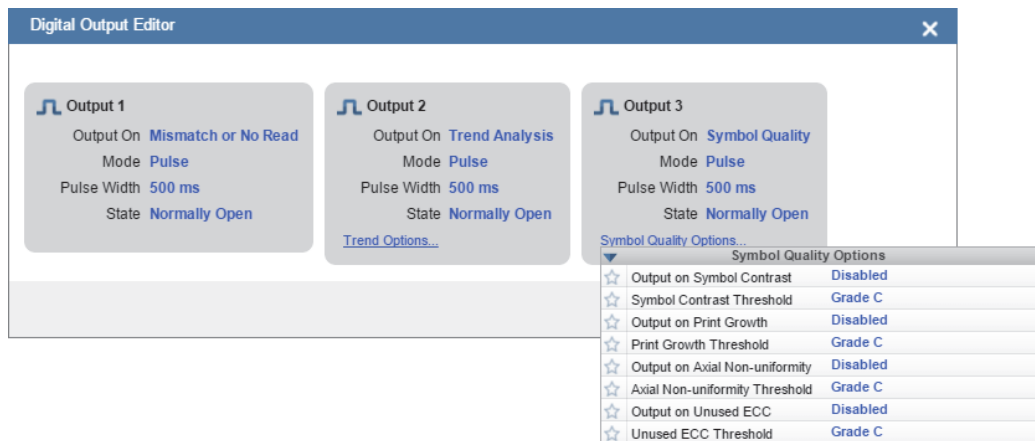 Digital Output Editor
Output 1
Output On Mismatch or No Read
Mode Pulse
Pulse Width 500 ms
State Normally Open
Output 2
Output On Trend Analysis
Mode Pulse
Pulse Width 500 ms
State Normally Open
Trend Options...
Output 3
Output On Symbol Quality
Mode Pulse
Pulse Width 500 ms
State Normally Open
Symbol Quality Options...
Symbol Quality Options
Output on Symbol Contrast Disabled
Symbol Contrast Threshold Grade C
Output on Print Growth Disabled
Print Growth Threshold Grade C
Output on Axial Non-uniformity Disabled
Axial Non-uniformity Threshold Grade C
Output on Unused ECC Disabled
Unused ECC Threshold Grade C